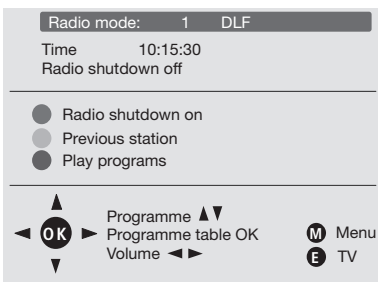 Radio mode: 1 DLF
Time 10:15:30
Radio shutdown off
Radio shutdown on
Previous station
Play programs
Programme ▲▼
OK Programme table OK M Menu
Volume ◄► E TV